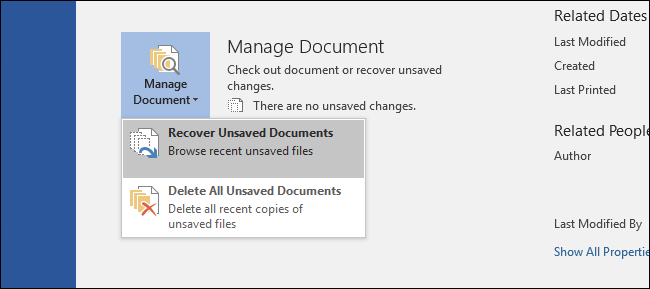 Manage
Document
Manage Document
Check out document or recover unsaved
changes.
There are no unsaved changes.
Recover Unsaved Documents
Browse recent unsaved files
Delete All Unsaved Documents
Delete all recent copies of
unsaved files
Related Dates
Last Modified
Created
Last Printed
Related People
Author
Last Modified By
Show All Propertie